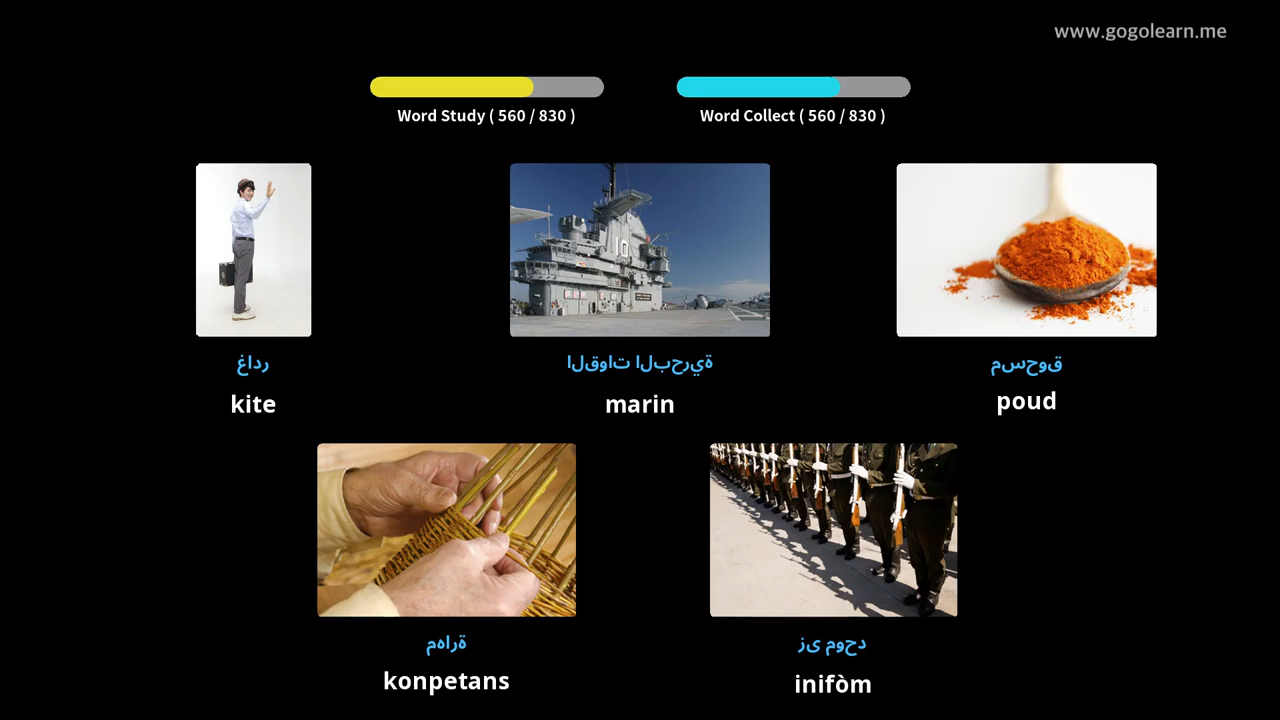 www.gogolearn.me
Word Study ( 560 / 830 )
Word Collect ( 560 / 830 )
غادر
القوات البحرية
مسحوق
kite
marin
poud
مهارة
زى موحد
konpetans
inifòm